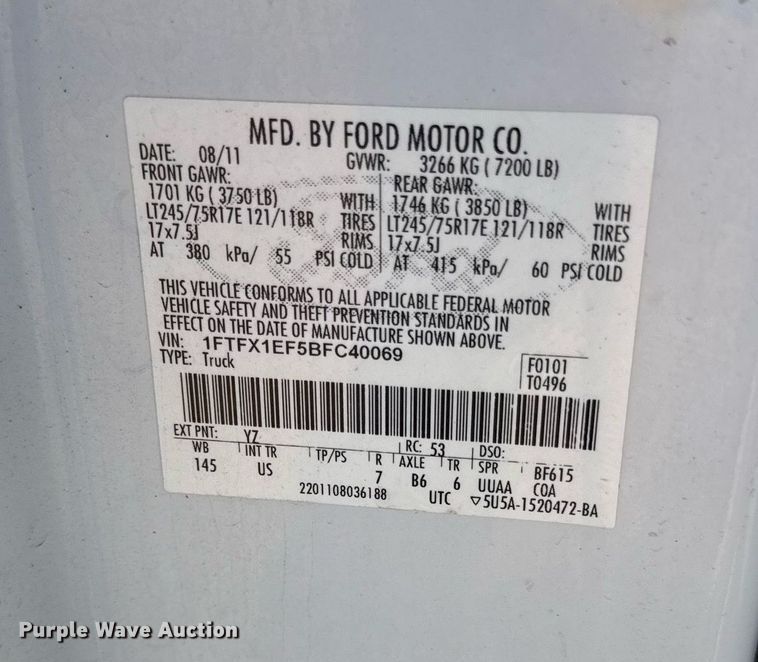 MFD. BY FORD MOTOR CO.
DATE: 08/11 GVWR: 3266 KG ( 7200 LB)
FRONT GAWR: REAR GAWR:
1701 KG ( 3750 LB) WITH 1746 KG ( 3850 LB) WITH
LT245/75R17E 121/118R TIRES LT245/75R17E 121/118R TIRES
17x7.5J RIMS 17x7.5J RIMS
AT 380 kPa/ 55 PSI COLD AT 415 kPa/ 60 PSI COLD
THIS VEHICLE CONFORMS TO ALL APPLICABLE FEDERAL MOTOR
VEHICLE SAFETY AND THEFT PREVENTION STANDARDS IN
EFFECT ON THE DATE OF MANUFACTURE SHOWN ABOVE.
VIN: 1FTFX1EF5BFC40069
TYPE: Truck
F0101
T0496
EXT PNT: YZ RC: 53 DSO:
WB INT TR TP/PS R AXLE TR SPR BF615
145 US 7 B6 6 UUAA COA
2201108036188 UTC ▽5U5A-1520472-BA
Purple Wave Auction